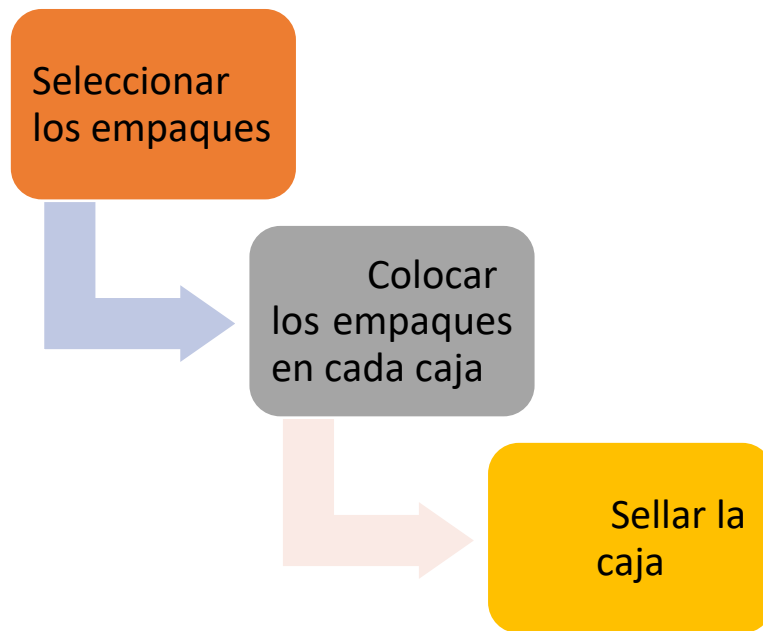 Seleccionar
los empaques
Colocar
los empaques
en cada caja
Sellar la
caja